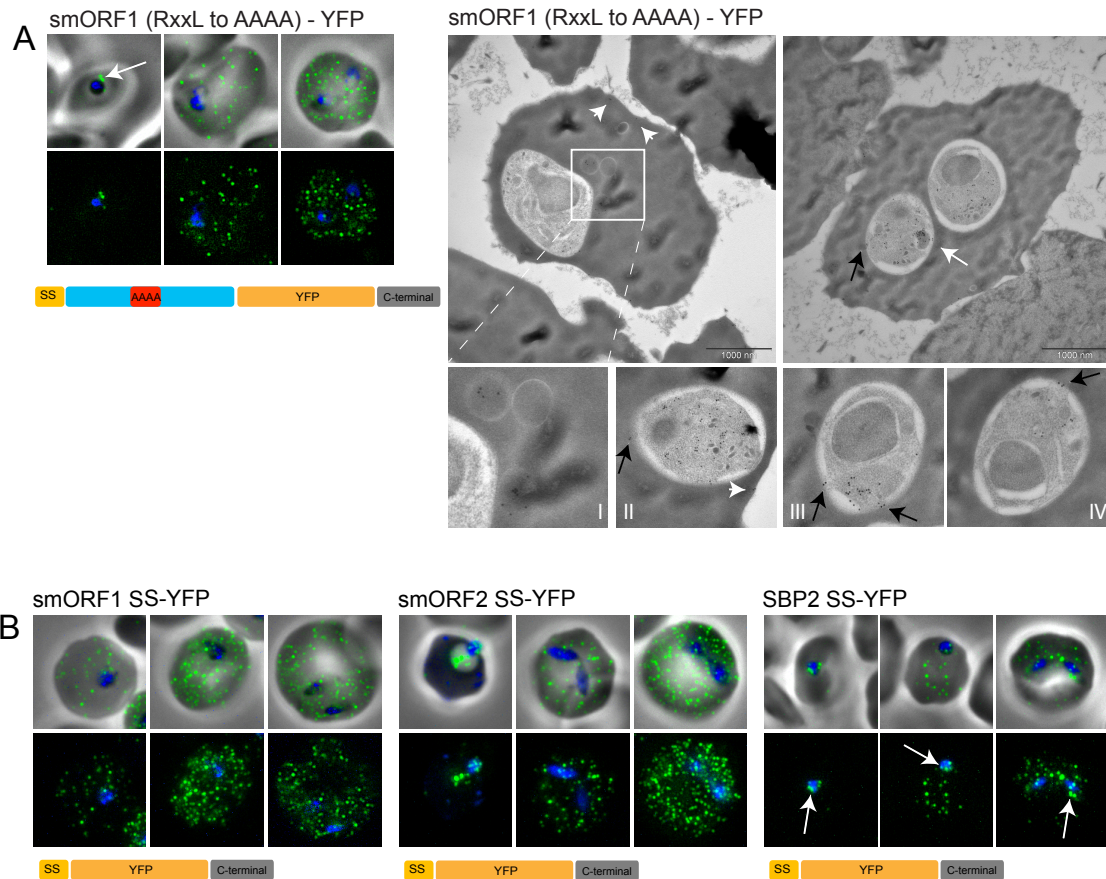 A
smORF1 (RxxL to AAAA) - YFP
SS AAAA YFP C-terminal
smORF1 (RxxL to AAAA) - YFP
1000 nm
1000 nm
I
II
III
IV
B
smORF1 SS-YFP
smORF2 SS-YFP
SBP2 SS-YFP
SS YFP C-terminal
SS YFP C-terminal
SS YFP C-terminal